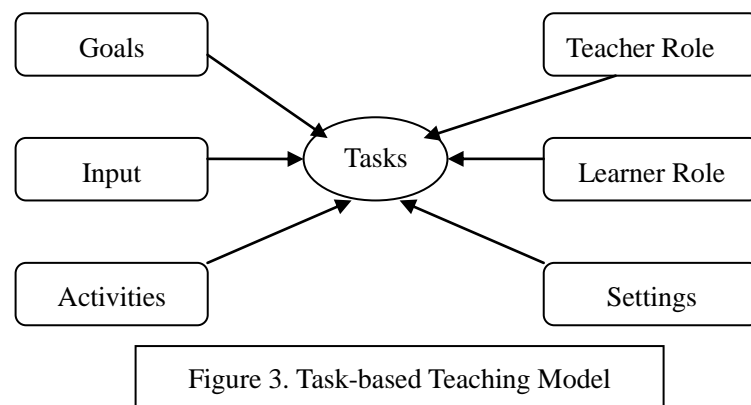 Goals
Teacher Role
Tasks
Input
Learner Role
Activities
Settings
Figure 3. Task-based Teaching Model